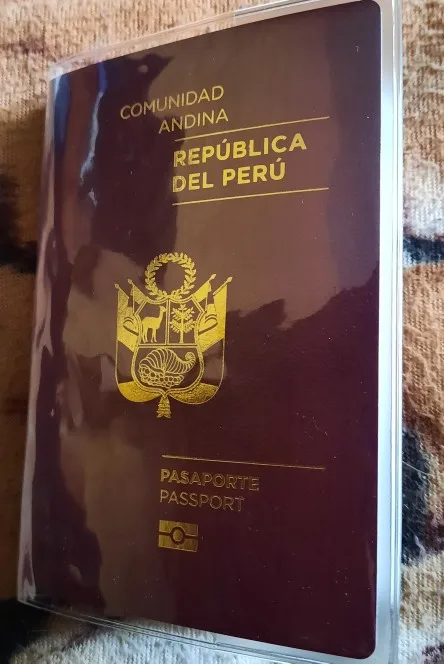 COMUNIDAD
ANDINA
REPÚBLICA
DEL PERÚ
PASAPORTE
PASSPORT